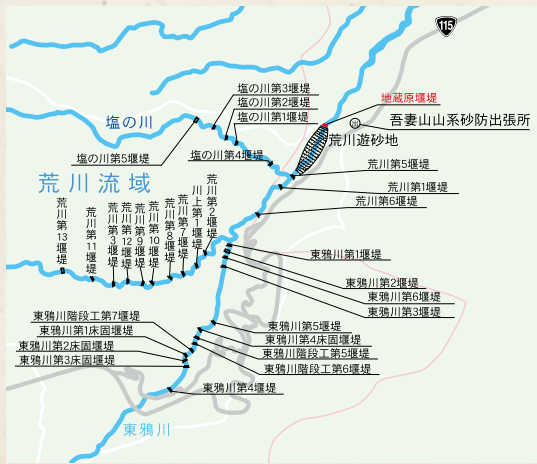 115
塩の川第3堰堤
塩の川第2堰堤
塩の川第1堰堤
地蔵原堰堤
吾妻山山系砂防出張所
塩の川
荒川遊砂地
塩の川第5堰堤
塩の川第4堰堤
荒川第5堰堤
荒川流域
荒川第1堰堤
荒川第6堰堤
荒川第13堰堤
荒川第11堰堤
荒川第3堰堤
荒川第12堰堤
荒川第9堰堤
荒川第10堰堤
荒川第8堰堤
荒川第7堰堤
川上第1堰堤
荒川第2堰堤
東鴉川第1堰堤
東鴉川第2堰堤
東鴉川第6堰堤
東鴉川第3堰堤
東鴉川階段工第7堰堤
東鴉川第1床固堰堤
東鴉川第2床固堰堤
東鴉川第3床固堰堤
東鴉川第5堰堤
東鴉川第4床固堰堤
東鴉川階段工第5堰堤
東鴉川階段工第6堰堤
東鴉川第4堰堤
東鴉川